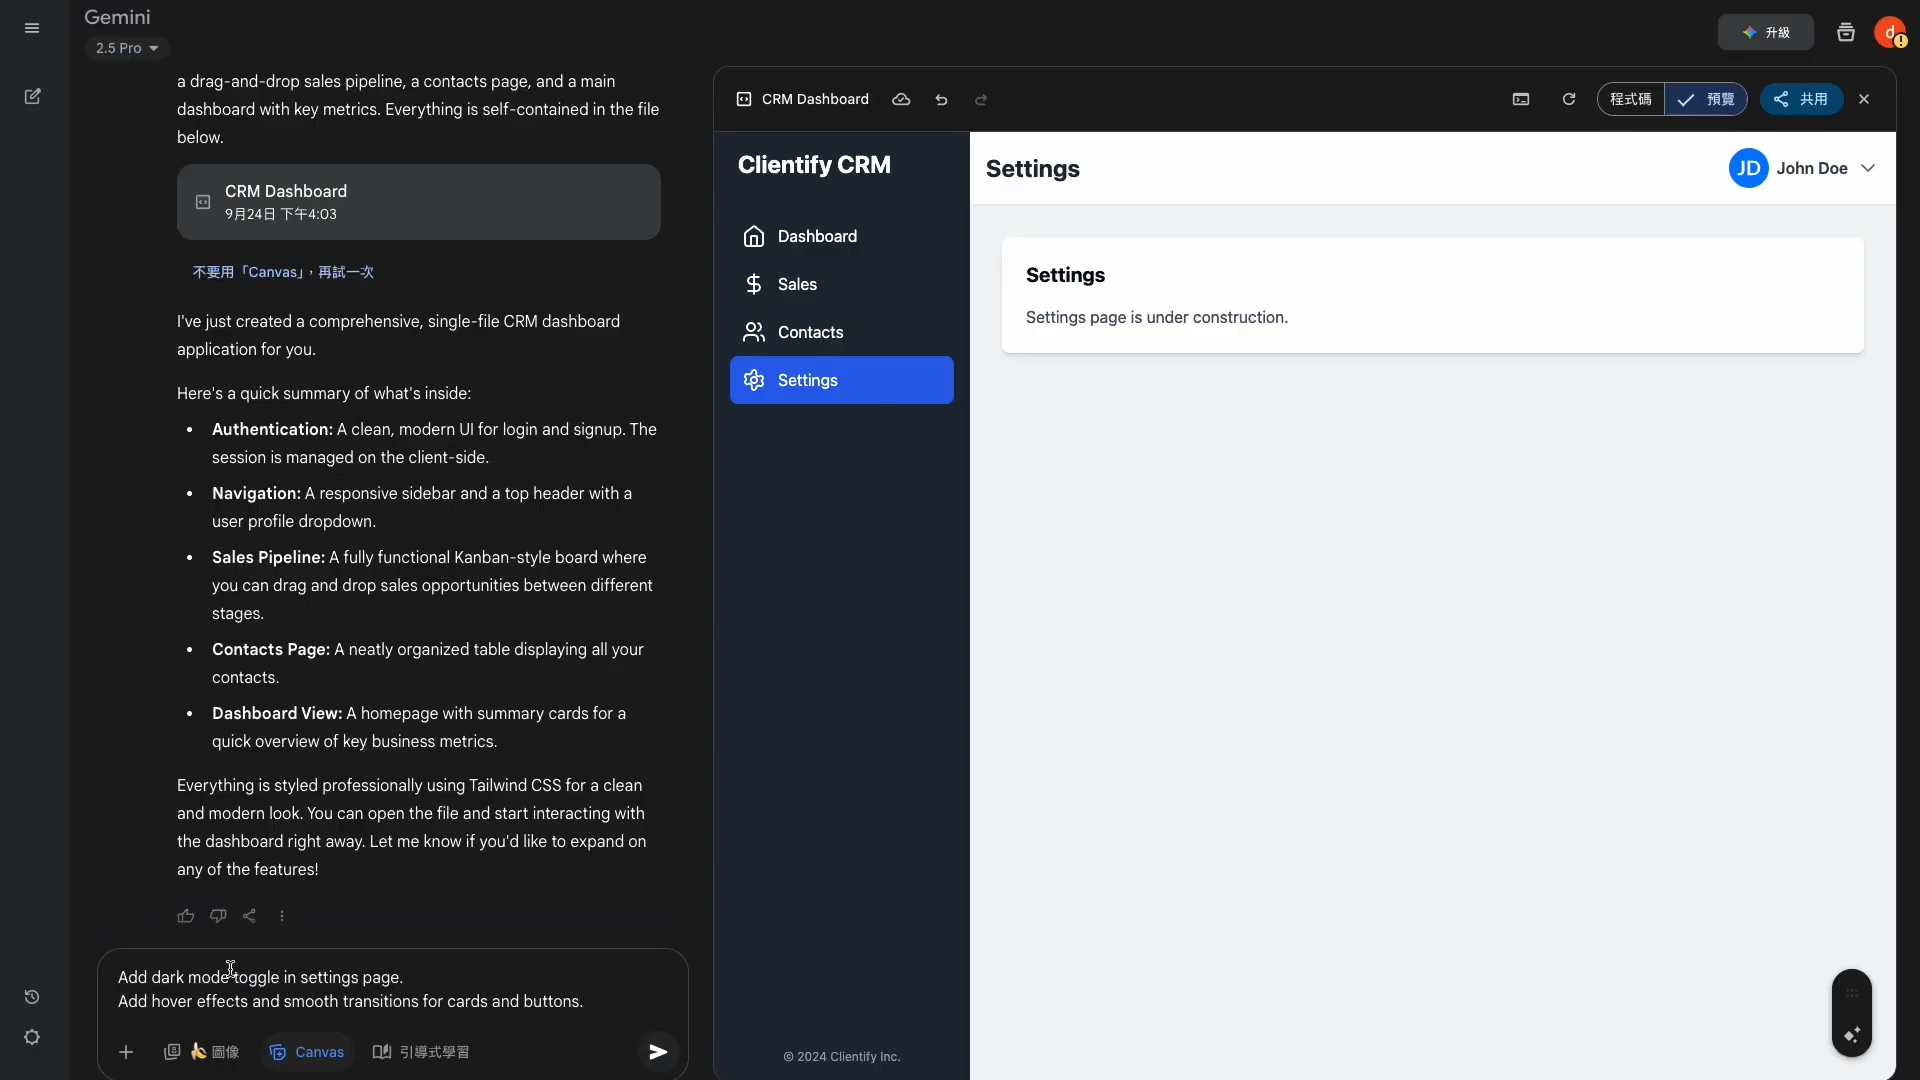 Gemini
2.5 Pro
升級
d
a drag-and-drop sales pipeline, a contacts page, and a main
dashboard with key metrics. Everything is self-contained in the file
below.
CRM Dashboard
9月24日 下午4:03
不要用「Canvas」，再試一次
I've just created a comprehensive, single-file CRM dashboard
application for you.
Here's a quick summary of what's inside:
• Authentication: A clean, modern UI for login and signup. The
session is managed on the client-side.
• Navigation: A responsive sidebar and a top header with a
user profile dropdown.
• Sales Pipeline: A fully functional Kanban-style board where
you can drag and drop sales opportunities between different
stages.
• Contacts Page: A neatly organized table displaying all your
contacts.
• Dashboard View: A homepage with summary cards for a
quick overview of key business metrics.
Everything is styled professionally using Tailwind CSS for a clean
and modern look. You can open the file and start interacting with
the dashboard right away. Let me know if you'd like to expand on
any of the features!
Add dark mode toggle in settings page.
Add hover effects and smooth transitions for cards and buttons.
圖像
Canvas
引導式學習
CRM Dashboard
程式碼
預覽
共用
Clientify CRM
Dashboard
Sales
Contacts
Settings
© 2024 Clientify Inc.
Settings
JD
John Doe
Settings
Settings page is under construction.